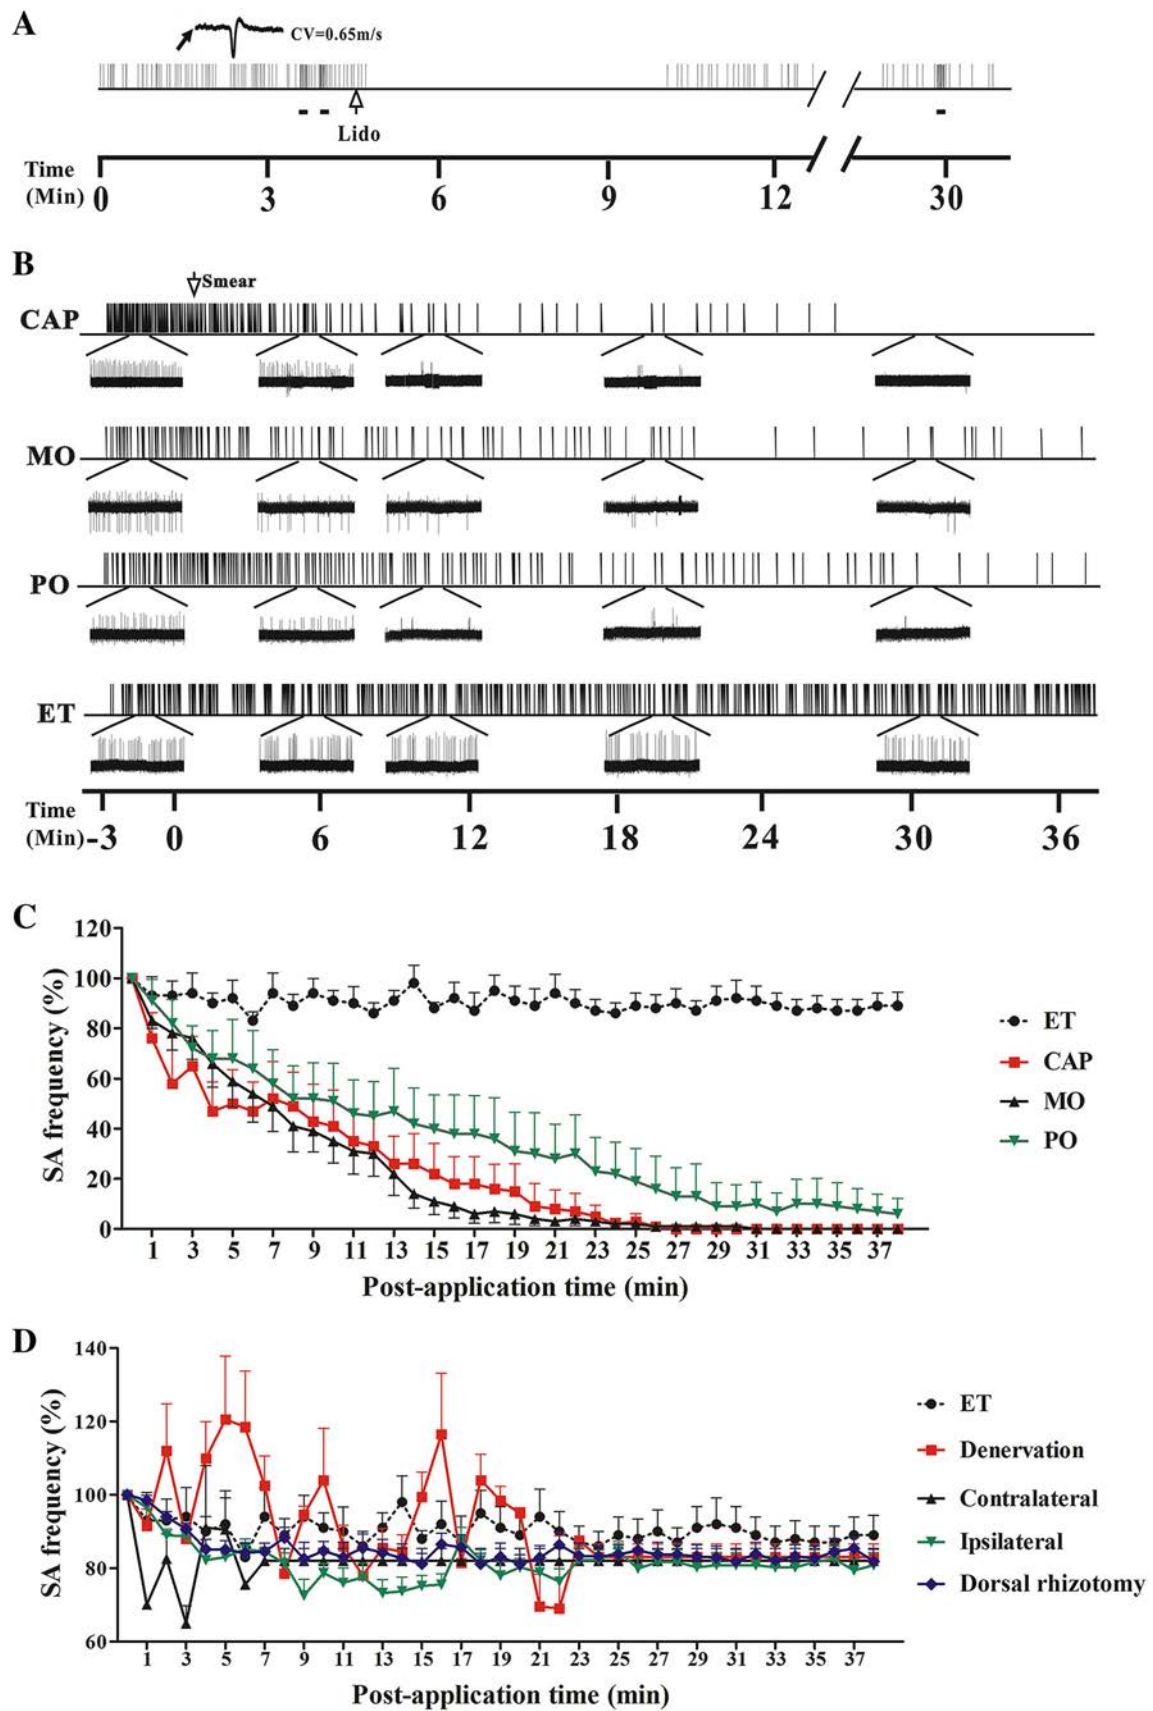 A
CV=0.65m/s
Lido
Time
(Min) 0 3 6 9 12 30
B
Smear
CAP
MO
PO
ET
Time
(Min) -3 0 6 12 18 24 30 36
C
120
100
80
60
40
20
0
SA frequency (%)
1 3 5 7 9 11 13 15 17 19 21 23 25 27 29 31 33 35 37
Post-application time (min)
ET
CAP
MO
PO
D
140
120
100
80
60
SA frequency (%)
1 3 5 7 9 11 13 15 17 19 21 23 25 27 29 31 33 35 37
Post-application time (min)
ET
Denervation
Contralateral
Ipsilateral
Dorsal rhizotomy